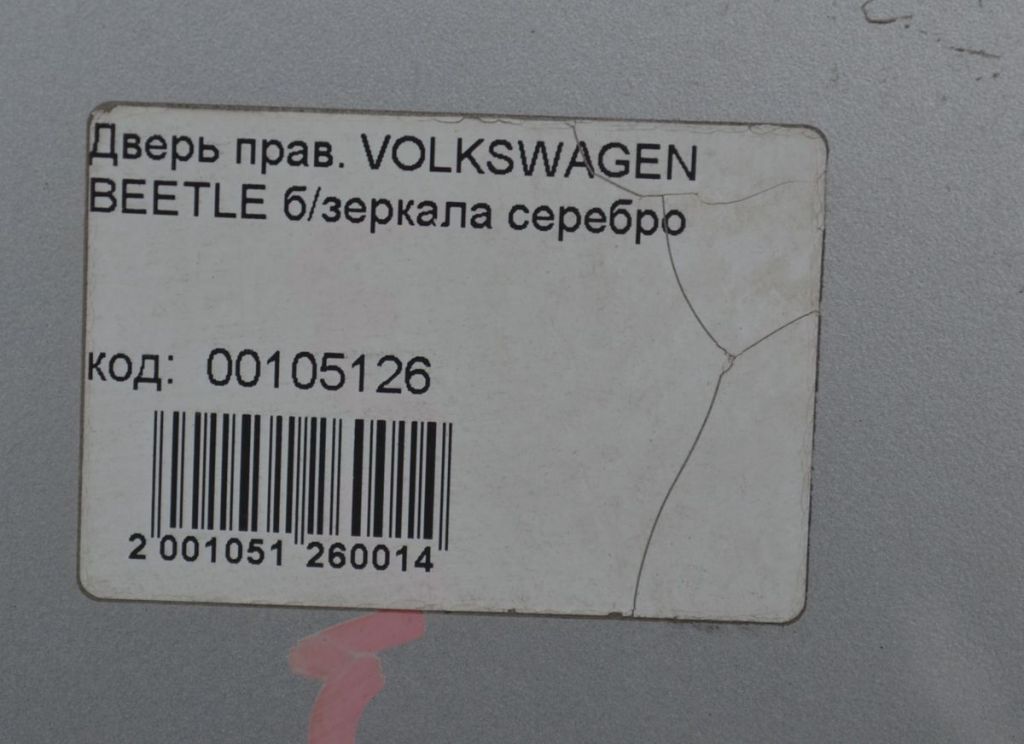 Дверь прав. VOLKSWAGEN
BEETLE б/зеркала серебро
код: 00105126
2 001051 260014